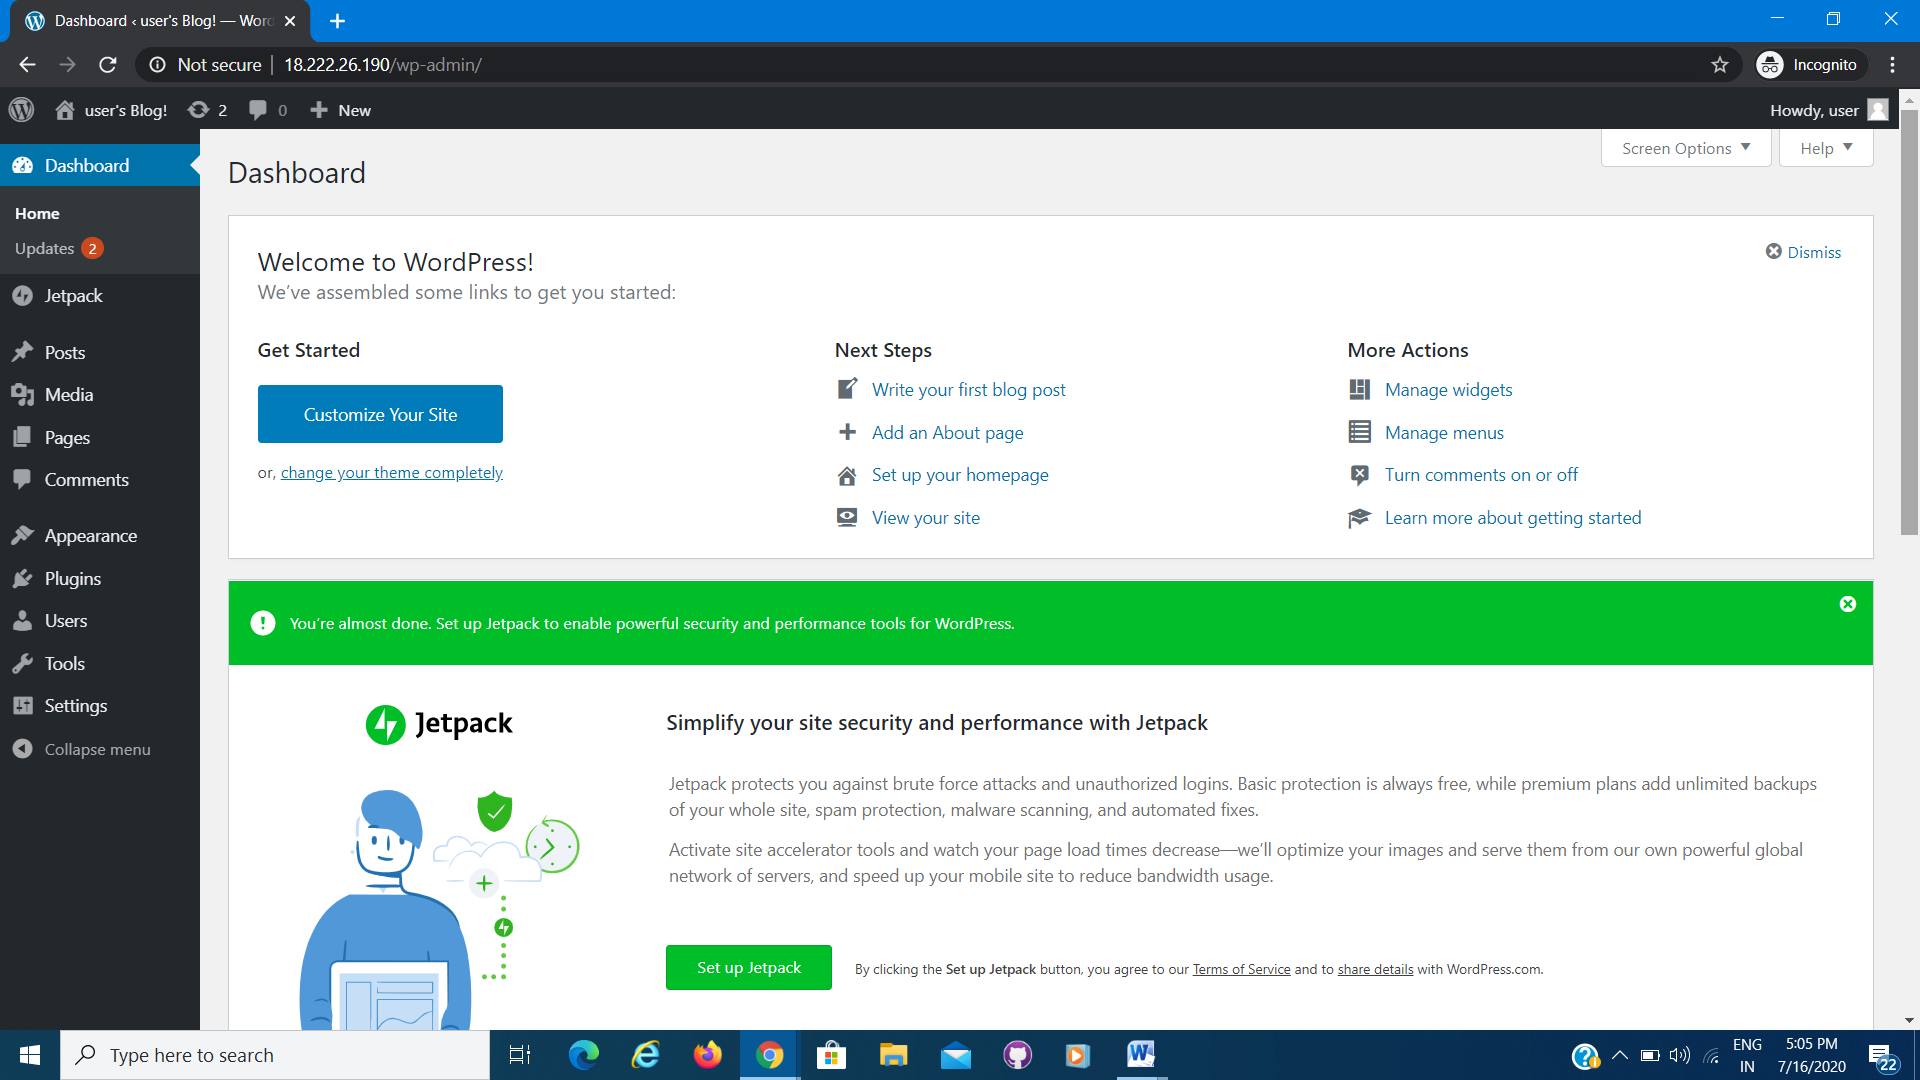 Dashboard ‹ user's Blog! — Word
Not secure | 18.222.26.190/wp-admin/
Incognito
user's Blog! 2 0 New
Howdy, user
Dashboard
Home
Updates 2
Jetpack
Posts
Media
Pages
Comments
Appearance
Plugins
Users
Tools
Settings
Collapse menu
Screen Options
Help
Dashboard
Welcome to WordPress!
We’ve assembled some links to get you started:
Dismiss
Get Started
Customize Your Site
or, change your theme completely
Next Steps
Write your first blog post
Add an About page
Set up your homepage
View your site
More Actions
Manage widgets
Manage menus
Turn comments on or off
Learn more about getting started
You’re almost done. Set up Jetpack to enable powerful security and performance tools for WordPress.
Jetpack
Simplify your site security and performance with Jetpack
Jetpack protects you against brute force attacks and unauthorized logins. Basic protection is always free, while premium plans add unlimited backups
of your whole site, spam protection, malware scanning, and automated fixes.
Activate site accelerator tools and watch your page load times decrease—we’ll optimize your images and serve them from our own powerful global
network of servers, and speed up your mobile site to reduce bandwidth usage.
Set up Jetpack
By clicking the Set up Jetpack button, you agree to our Terms of Service and to share details with WordPress.com.
Type here to search
ENG
IN
5:05 PM
7/16/2020
22